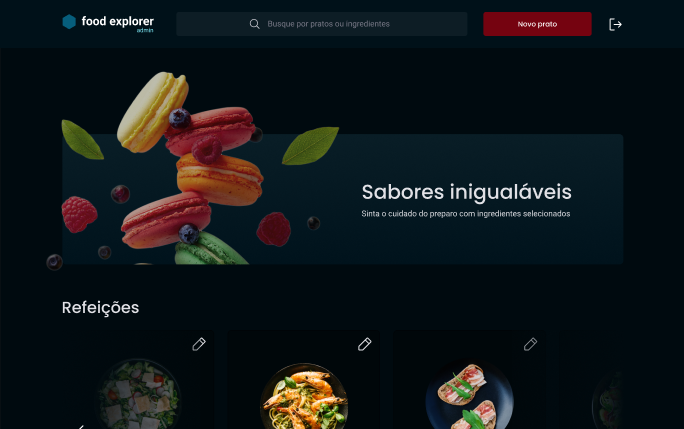 food explorer
admin
Busque por pratos ou ingredientes
Novo prato
Sabores inigualáveis
Sinta o cuidado do preparo com ingredientes selecionados
Refeições